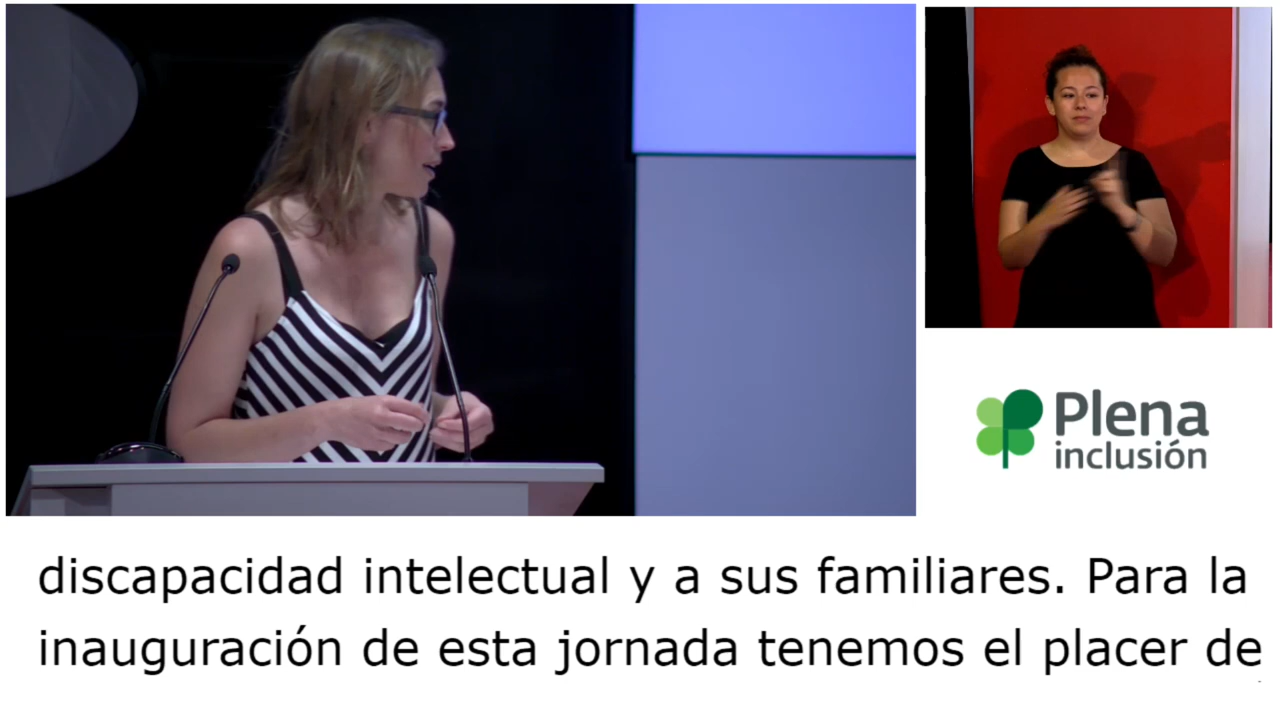 Plena
inclusión
discapacidad intelectual y a sus familiares. Para la
inauguración de esta jornada tenemos el placer de